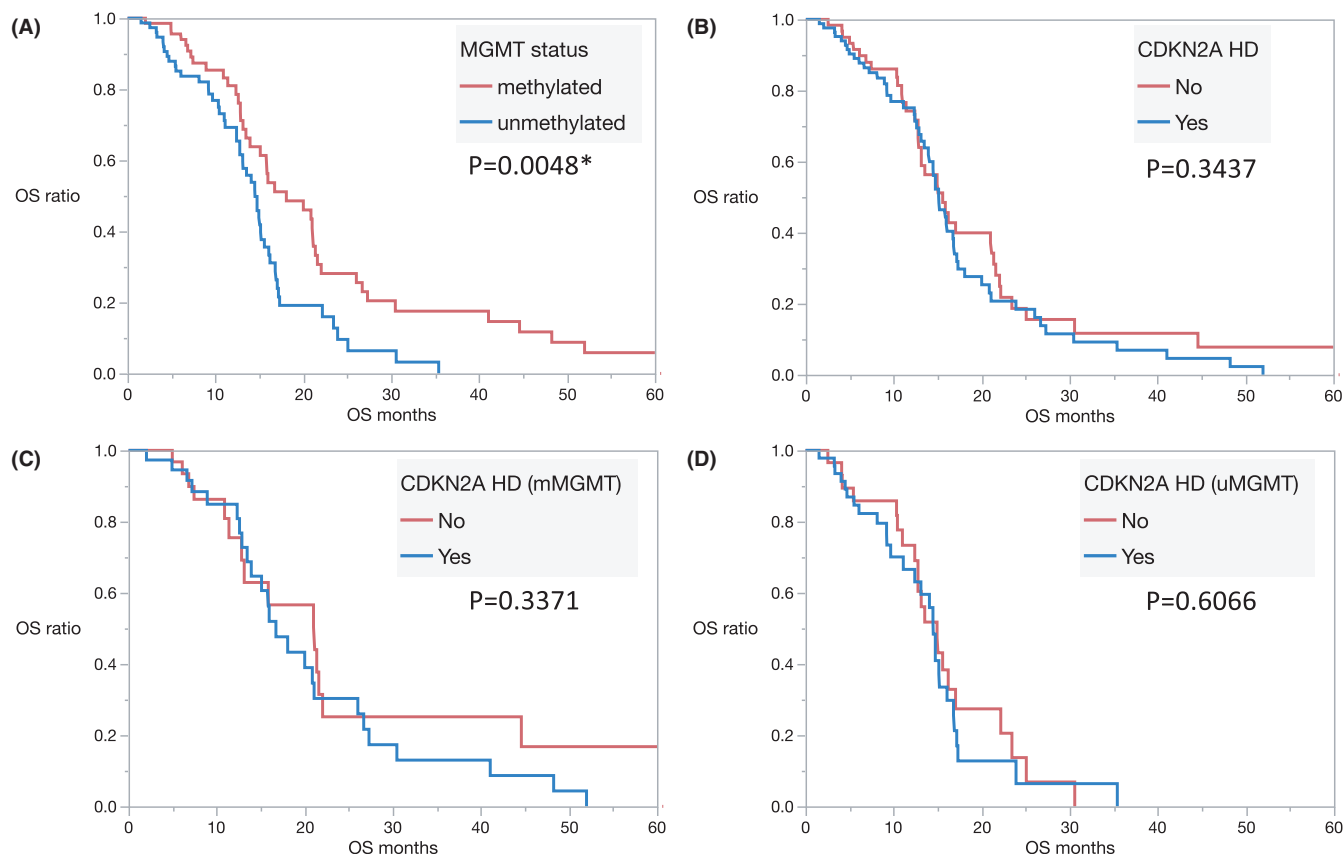 (A)
MGMT status
methylated
unmethylated
P=0.0048*
OS ratio
1.0
0.8
0.6
0.4
0.2
0.0
0 10 20 30 40 50 60
OS months
(B)
CDKN2A HD
No
Yes
P=0.3437
OS ratio
1.0
0.8
0.6
0.4
0.2
0.0
0 10 20 30 40 50 60
OS months
(C)
CDKN2A HD (mMGMT)
No
Yes
P=0.3371
OS ratio
1.0
0.8
0.6
0.4
0.2
0.0
0 10 20 30 40 50 60
OS months
(D)
CDKN2A HD (uMGMT)
No
Yes
P=0.6066
OS ratio
1.0
0.8
0.6
0.4
0.2
0.0
0 10 20 30 40 50 60
OS months